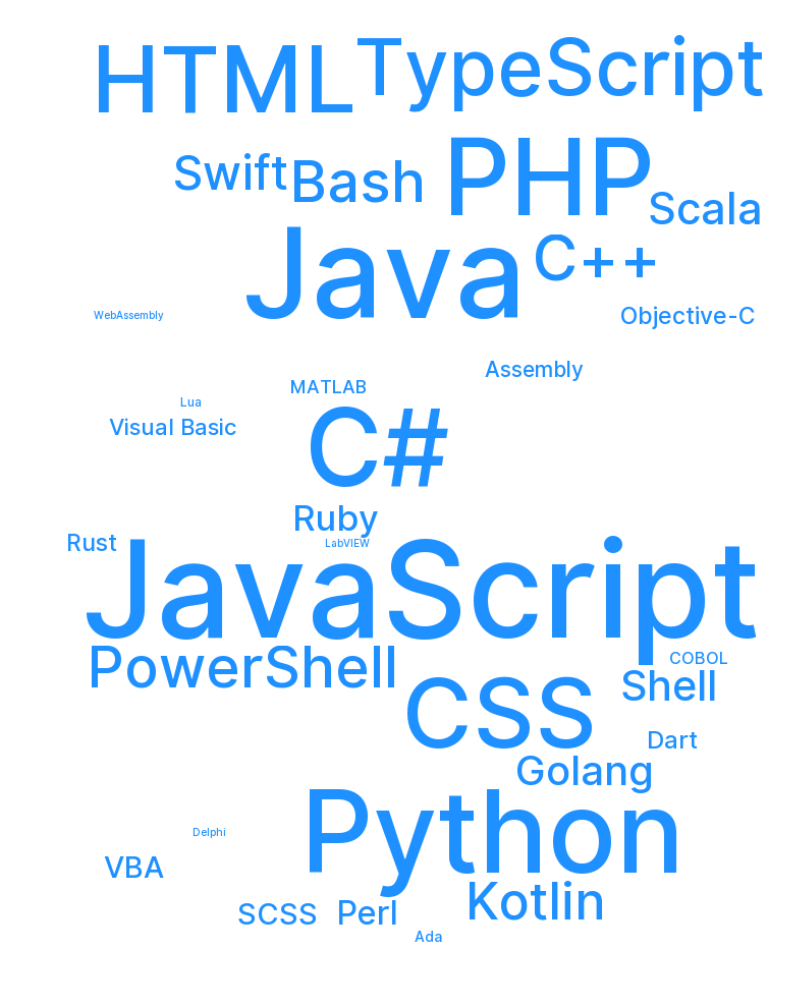 HTML
TypeScript
PHP
Swift
Bash
Scala
Java
C++
WebAssembly
Objective-C
Assembly
MATLAB
Lua
Visual Basic
C#
Ruby
Rust
LabVIEW
JavaScript
PowerShell
COBOL
Shell
CSS
Dart
Golang
Python
Delphi
VBA
Kotlin
SCSS
Perl
Ada